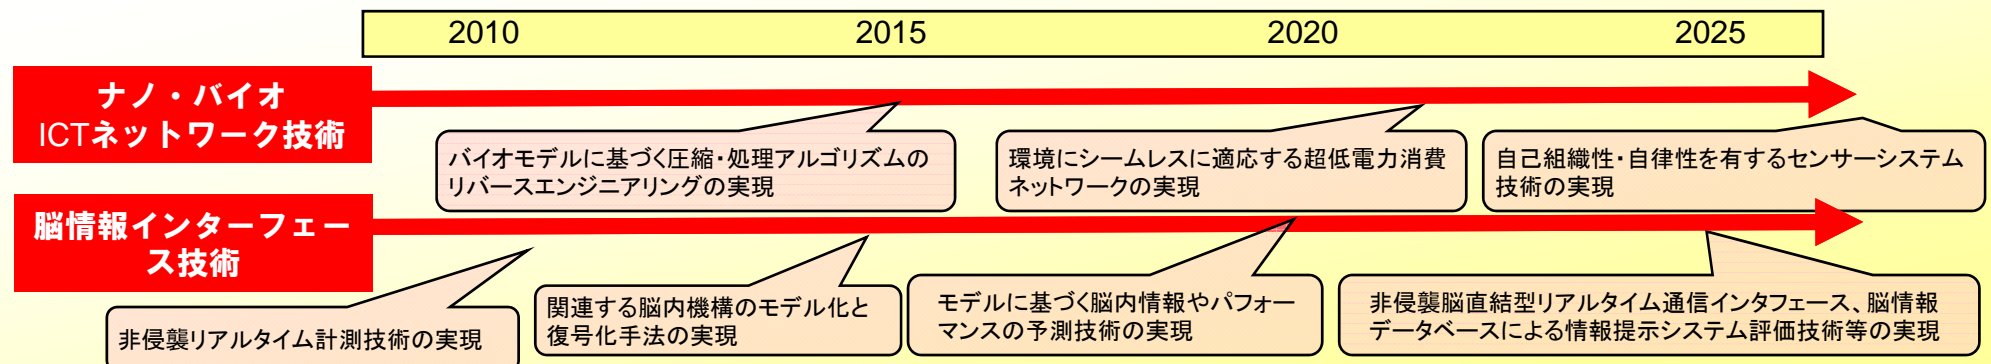 2010 2015 2020 2025
ナノ・バイオ
ICTネットワーク技術
バイオモデルに基づく圧縮・処理アルゴリズムの
リバースエンジニアリングの実現
環境にシームレスに適応する超低電力消費
ネットワークの実現
自己組織性・自律性を有するセンサーシステム
技術の実現
脳情報インターフェー
ス技術
非侵襲リアルタイム計測技術の実現
関連する脳内機構のモデル化と
復号化手法の実現
モデルに基づく脳内情報やパフォー
マンスの予測技術の実現
非侵襲脳直結型リアルタイム通信インタフェース、脳情報
データベースによる情報提示システム評価技術等の実現